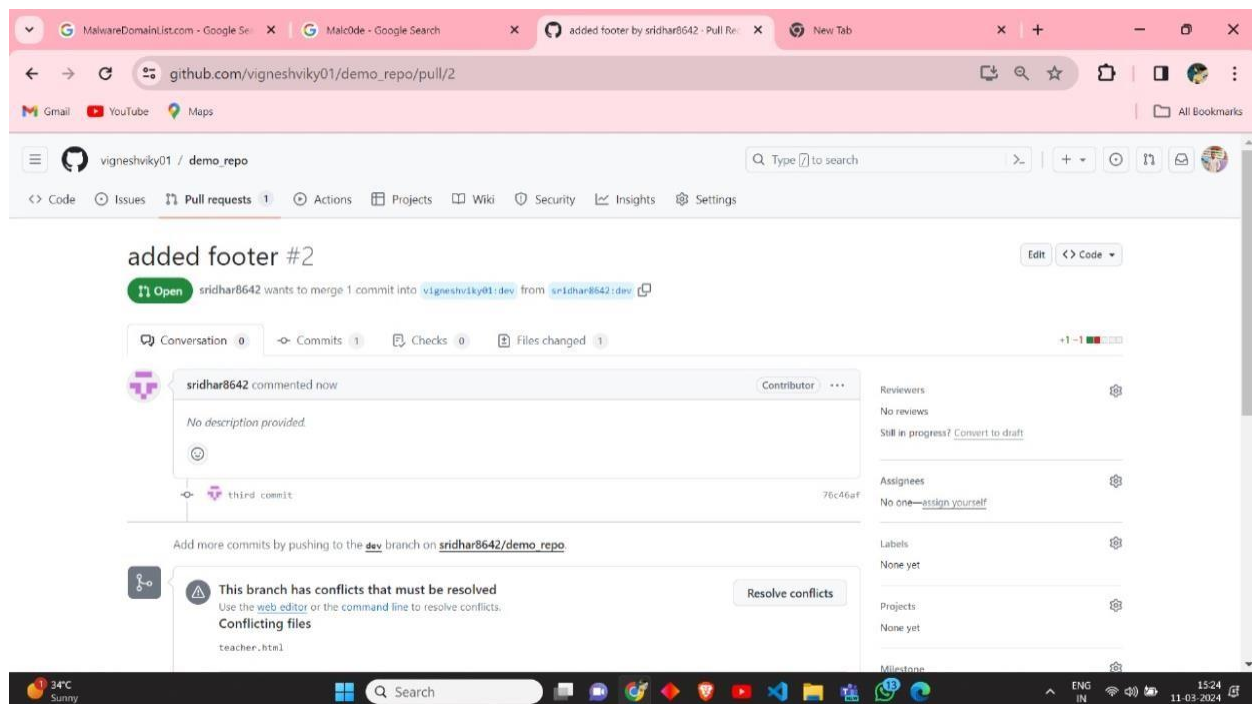 MalwareDomainList.com - Google Se
Malc0de - Google Search
added footer by sridhar8642 · Pull Re
New Tab
github.com/vigneshviky01/demo_repo/pull/2
Gmail YouTube Maps
All Bookmarks
vigneshviky01 / demo_repo
Type / to search
Code Issues Pull requests 1 Actions Projects Wiki Security Insights Settings
added footer #2
Edit <> Code
Open sridhar8642 wants to merge 1 commit into vigneshviky01:dev from sridhar8642:dev
Conversation 0 Commits 1 Checks 0 Files changed 1
+1 −1
sridhar8642 commented now
Contributor
No description provided.
third commit
76c46af
Add more commits by pushing to the dev branch on sridhar8642/demo_repo.
This branch has conflicts that must be resolved
Use the web editor or the command line to resolve conflicts.
Conflicting files
teacher.html
Resolve conflicts
Reviewers
No reviews
Still in progress? Convert to draft
Assignees
No one—assign yourself
Labels
None yet
Projects
None yet
Milestone
1
34°C
Sunny
Search
13
ENG
IN
15:24
11-03-2024